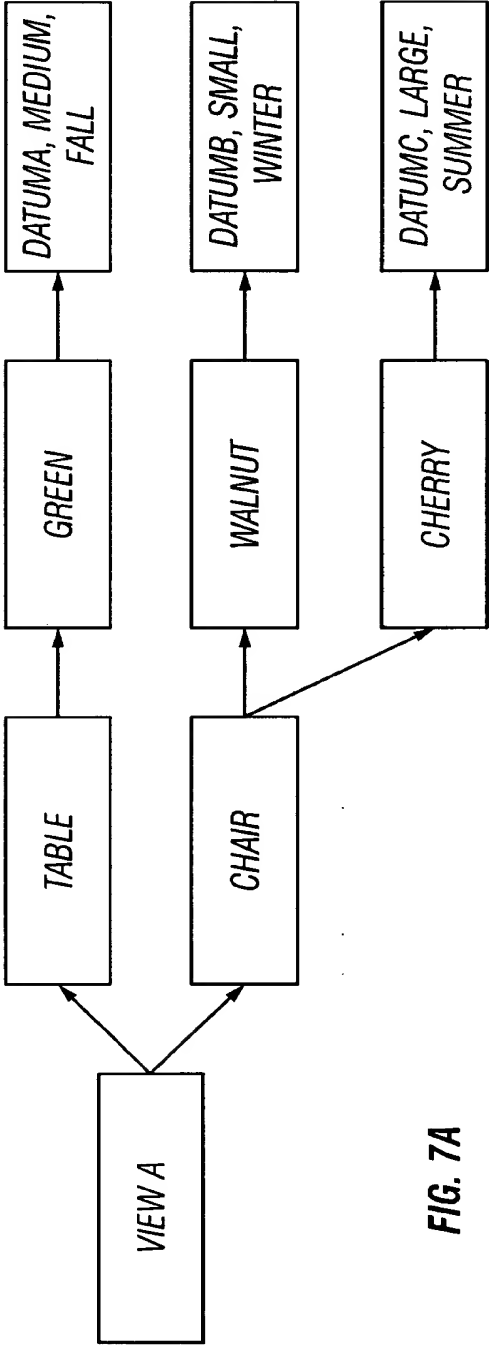 VIEW A
TABLE
CHAIR
GREEN
WALNUT
CHERRY
DATUMA, MEDIUM,
FALL
DATUMB, SMALL,
WINTER
DATUMC, LARGE,
SUMMER
FIG. 7A